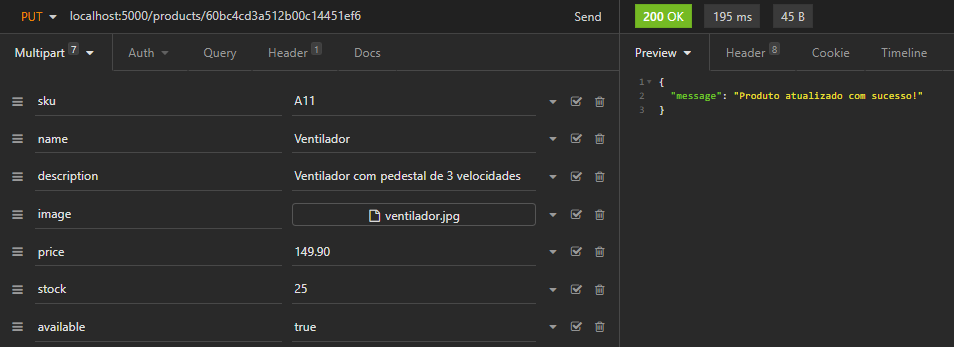 PUT localhost:5000/products/60bc4cd3a512b00c14451ef6 Send
200 OK 195 ms 45 B
Multipart 7 Auth Query Header 1 Docs
Preview Header 8 Cookie Timeline
sku A11
name Ventilador
description Ventilador com pedestal de 3 velocidades
image ventilador.jpg
price 149.90
stock 25
available true
1 {
2 "message": "Produto atualizado com sucesso!"
3 }